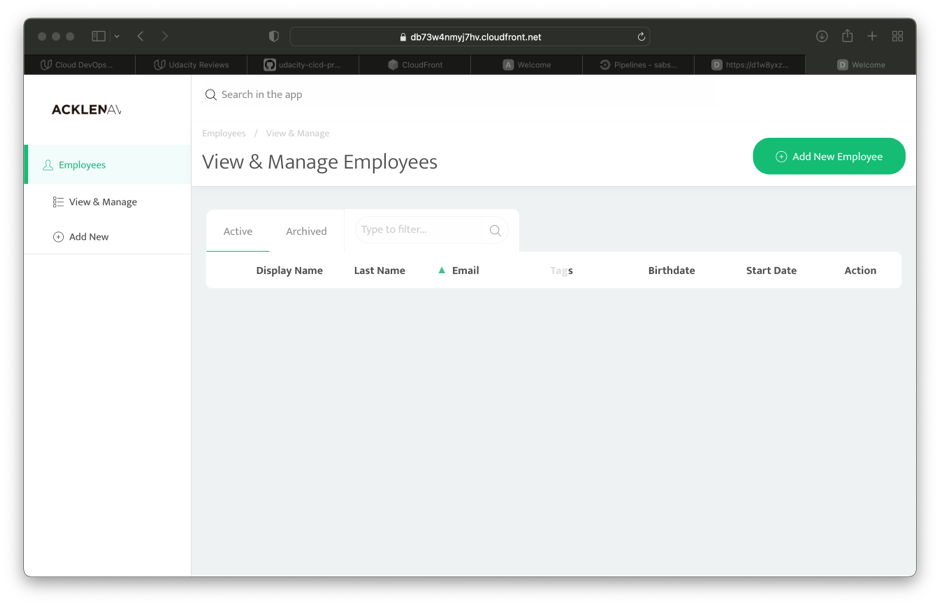 db73w4nmyj7hv.cloudfront.net
Cloud DevOps...
Udacity Reviews
udacity-cicd-pr...
CloudFront
A Welcome
Pipelines – sabs...
D https://d1w8yxz...
D Welcome
ACKLENAV
Search in the app
Employees / View & Manage
View & Manage Employees
Add New Employee
Employees
View & Manage
Add New
Active
Archived
Type to filter...
Display Name Last Name Email Tags Birthdate Start Date Action